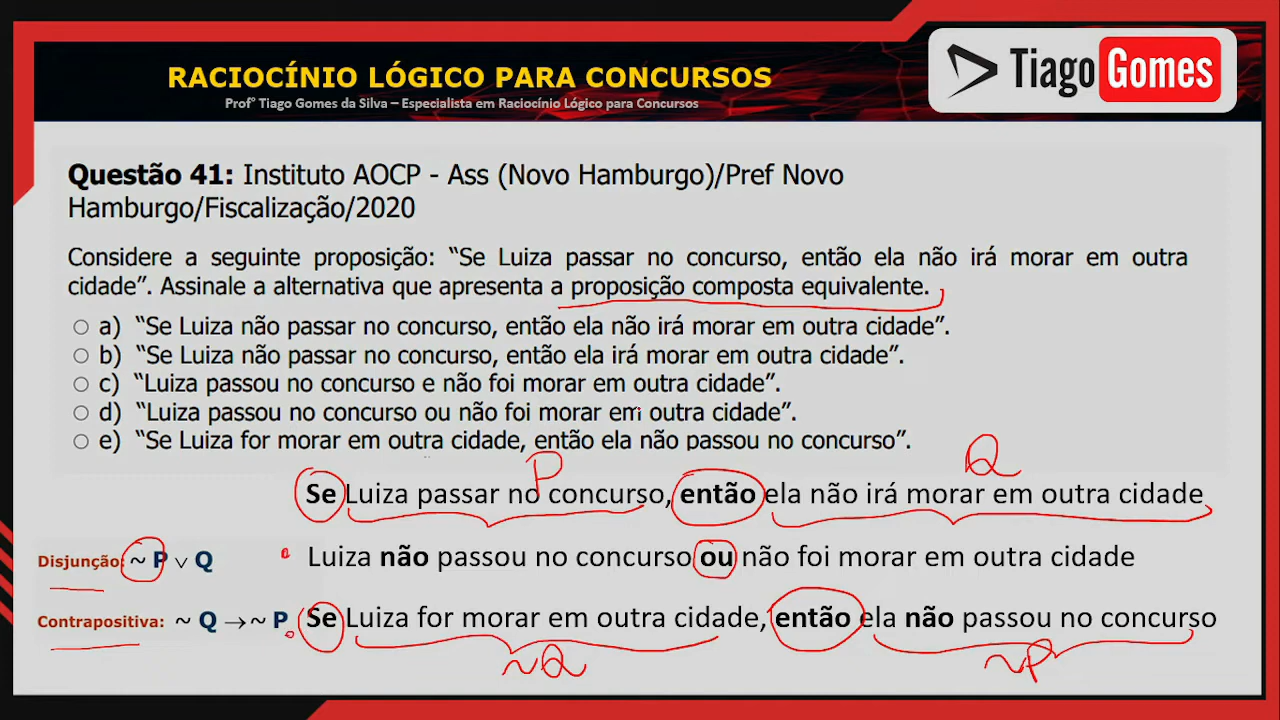 RACIOCÍNIO LÓGICO PARA CONCURSOS
Profº Tiago Gomes da Silva – Especialista em Raciocínio Lógico para Concursos
Tiago Gomes
Questão 41: Instituto AOCP - Ass (Novo Hamburgo)/Pref Novo
Hamburgo/Fiscalização/2020
Considere a seguinte proposição: “Se Luiza passar no concurso, então ela não irá morar em outra
cidade”. Assinale a alternativa que apresenta a proposição composta equivalente.
a) “Se Luiza não passar no concurso, então ela não irá morar em outra cidade”.
b) “Se Luiza não passar no concurso, então ela irá morar em outra cidade”.
c) “Luiza passou no concurso e não foi morar em outra cidade”.
d) “Luiza passou no concurso ou não foi morar em outra cidade”.
e) “Se Luiza for morar em outra cidade, então ela não passou no concurso”.
P Q
Se Luiza passar no concurso, então ela não irá morar em outra cidade
Disjunção: ~ P ∨ Q Luiza não passou no concurso ou não foi morar em outra cidade
Contrapositiva: ~ Q → ~ P Se Luiza for morar em outra cidade, então ela não passou no concurso
~Q ~P